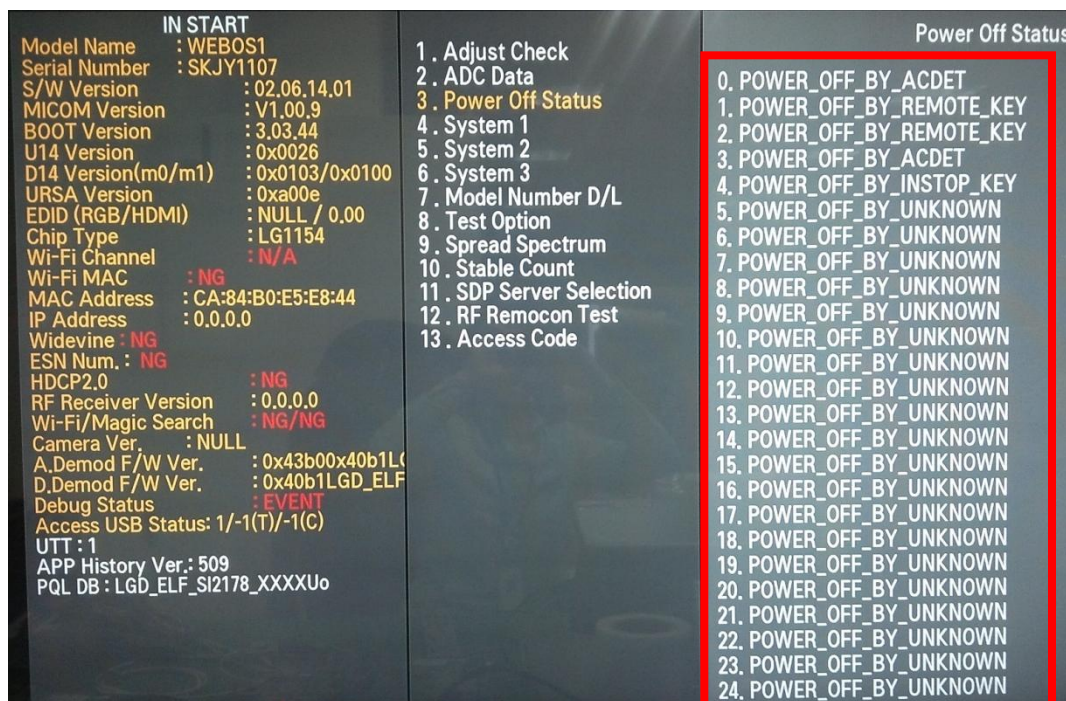 IN START
Model Name : WEBOS1
Serial Number : SKJY1107
S/W Version : 02.06.14.01
MICOM Version : V1.00.9
BOOT Version : 3.03.44
U14 Version : 0x0026
D14 Version(m0/m1) : 0x0103/0x0100
URSA Version : 0xa00e
EDID (RGB/HDMI) : NULL / 0.00
Chip Type : LG1154
Wi-Fi Channel : N/A
Wi-Fi MAC : NG
MAC Address : CA:84:B0:E5:E8:44
IP Address : 0.0.0.0
Widevine : NG
ESN Num. : NG
HDCP2.0 : NG
RF Receiver Version : 0.0.0.0
Wi-Fi/Magic Search : NG/NG
Camera Ver. : NULL
A.Demod F/W Ver. : 0x43b00x40b1L
D.Demod F/W Ver. : 0x40b1LGD_ELF
Debug Status : EVENT
Access USB Status: 1/-1(T)/-1(C)
UTT : 1
APP History Ver.: 509
PQL DB : LGD_ELF_SI2178_XXXXUo
1 . Adjust Check
2 . ADC Data
3 . Power Off Status
4 . System 1
5 . System 2
6 . System 3
7 . Model Number D/L
8 . Test Option
9 . Spread Spectrum
10 . Stable Count
11 . SDP Server Selection
12 . RF Remocon Test
13 . Access Code
Power Off Status
0. POWER_OFF_BY_ACDET
1. POWER_OFF_BY_REMOTE_KEY
2. POWER_OFF_BY_REMOTE_KEY
3. POWER_OFF_BY_ACDET
4. POWER_OFF_BY_INSTOP_KEY
5. POWER_OFF_BY_UNKNOWN
6. POWER_OFF_BY_UNKNOWN
7. POWER_OFF_BY_UNKNOWN
8. POWER_OFF_BY_UNKNOWN
9. POWER_OFF_BY_UNKNOWN
10. POWER_OFF_BY_UNKNOWN
11. POWER_OFF_BY_UNKNOWN
12. POWER_OFF_BY_UNKNOWN
13. POWER_OFF_BY_UNKNOWN
14. POWER_OFF_BY_UNKNOWN
15. POWER_OFF_BY_UNKNOWN
16. POWER_OFF_BY_UNKNOWN
17. POWER_OFF_BY_UNKNOWN
18. POWER_OFF_BY_UNKNOWN
19. POWER_OFF_BY_UNKNOWN
20. POWER_OFF_BY_UNKNOWN
21. POWER_OFF_BY_UNKNOWN
22. POWER_OFF_BY_UNKNOWN
23. POWER_OFF_BY_UNKNOWN
24. POWER_OFF_BY_UNKNOWN